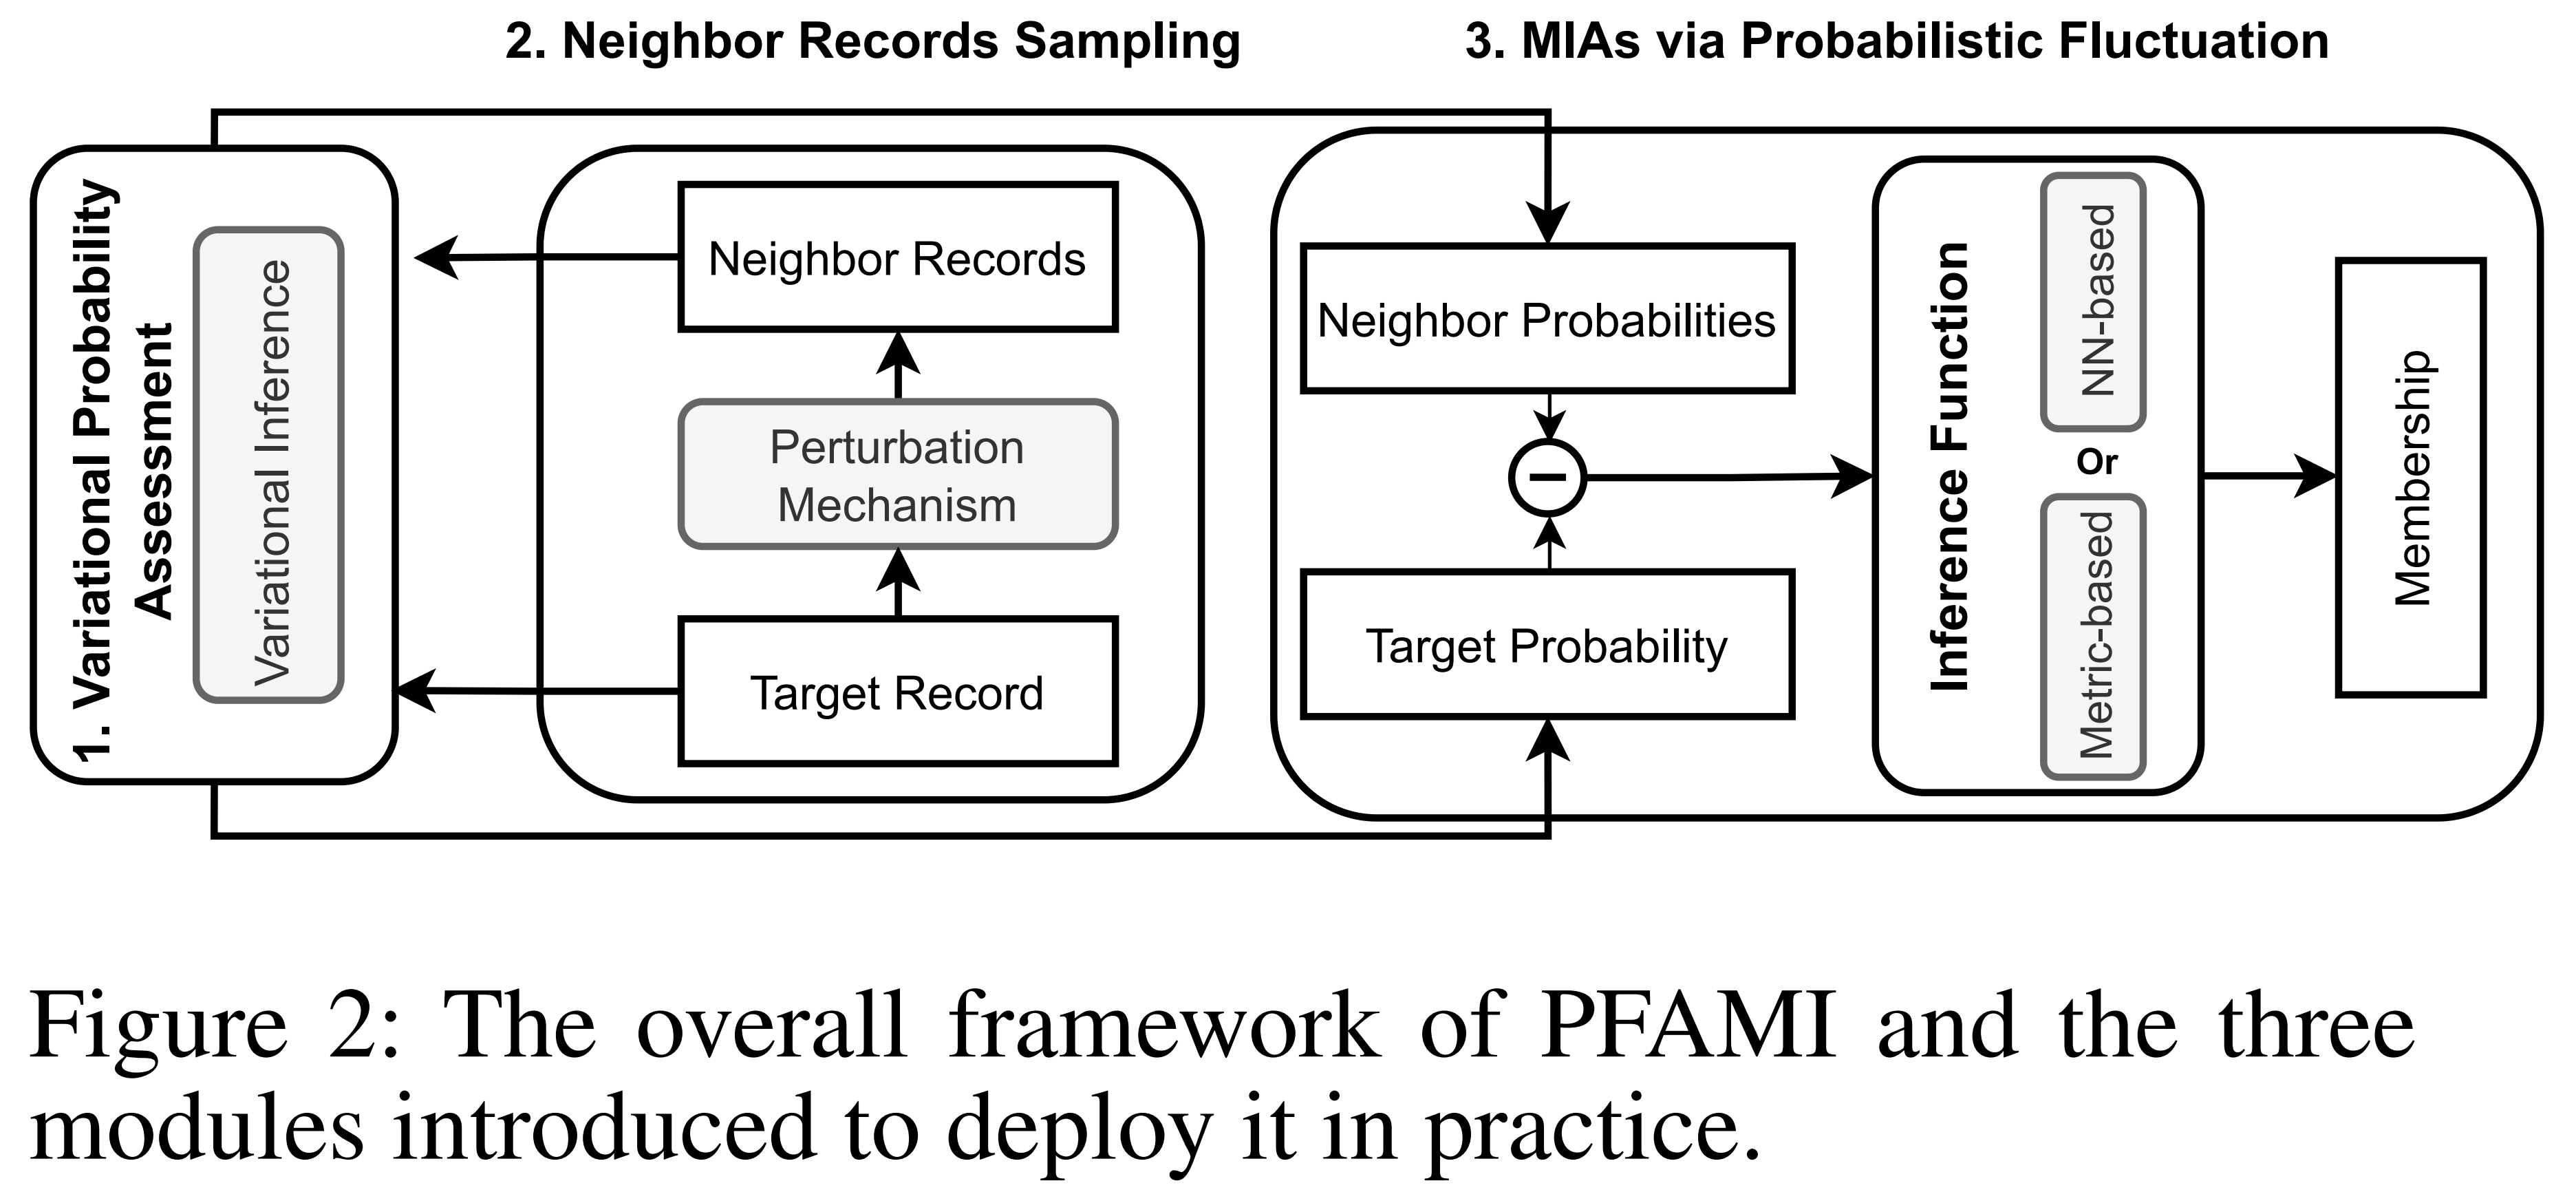 2. Neighbor Records Sampling
3. MIAs via Probabilistic Fluctuation
1. Variational Probability
Assessment
Variational Inference
Neighbor Records
Perturbation
Mechanism
Target Record
Neighbor Probabilities
Target Probability
Inference Function
NN-based
Or
Metric-based
Membership
Figure 2: The overall framework of PFAMI and the three
modules introduced to deploy it in practice.